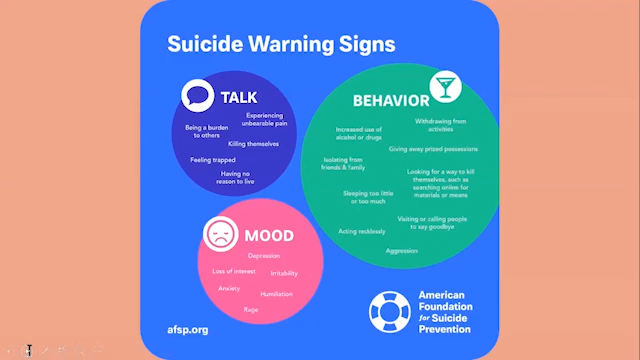 Suicide Warning Signs
TALK
Experiencing
unbearable pain
Being a burden
to others
Killing themselves
Feeling trapped
Having no
reason to live
BEHAVIOR
Withdrawing from
activities
Increased use of
alcohol or drugs
Giving away prized possessions
Isolating from
friends & family
Looking for a way to kill
themselves, such as
searching online for
materials or means
Sleeping too little
or too much
Visiting or calling people
to say goodbye
Acting recklessly
Aggression
MOOD
Depression
Loss of interest
Irritability
Anxiety
Humiliation
Rage
afsp.org
American
Foundation
for Suicide
Prevention